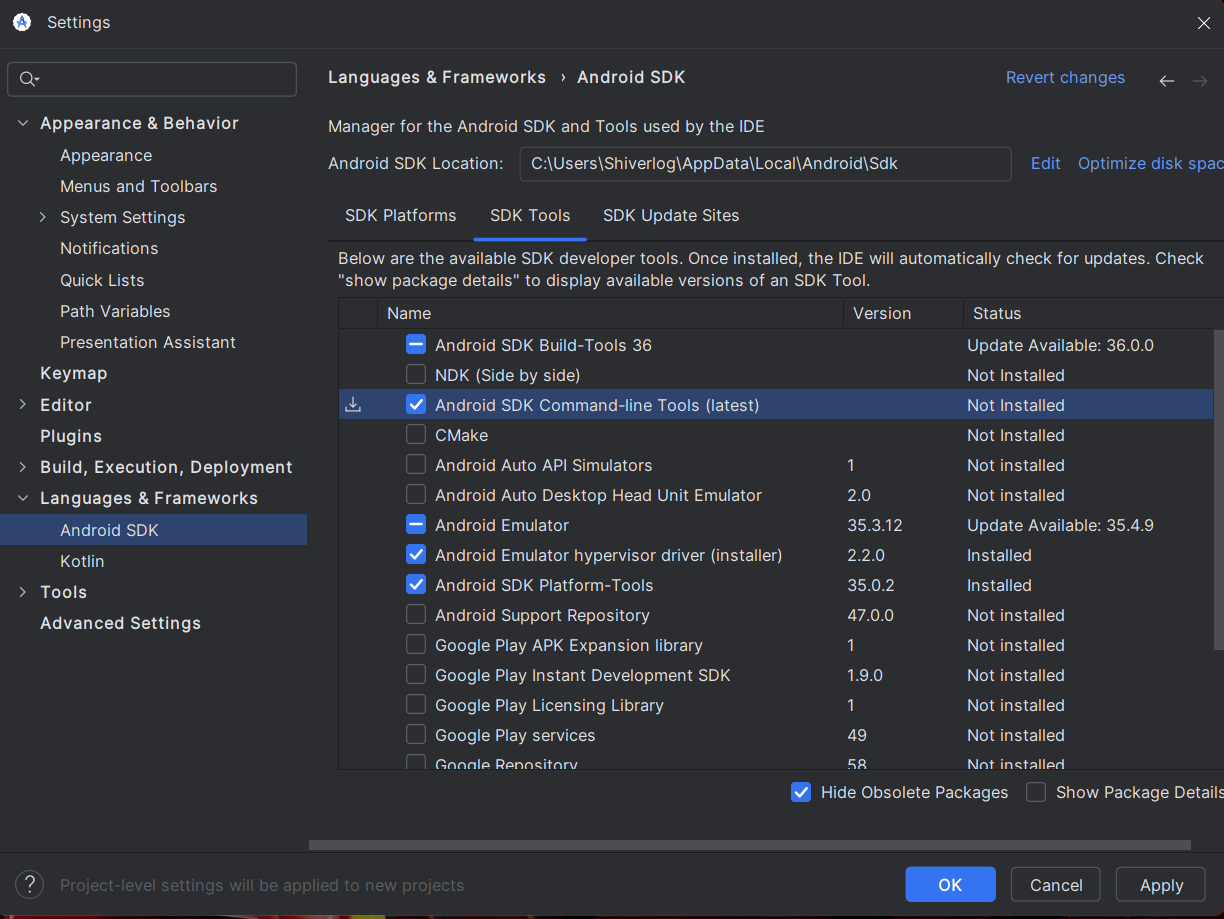 Settings
Languages & Frameworks › Android SDK
Revert changes
Appearance & Behavior
Appearance
Menus and Toolbars
System Settings
Notifications
Quick Lists
Path Variables
Presentation Assistant
Keymap
Editor
Plugins
Build, Execution, Deployment
Languages & Frameworks
Android SDK
Kotlin
Tools
Advanced Settings
Manager for the Android SDK and Tools used by the IDE
Android SDK Location: C:\Users\Shiverlog\AppData\Local\Android\Sdk Edit Optimize disk spac
SDK Platforms SDK Tools SDK Update Sites
Below are the available SDK developer tools. Once installed, the IDE will automatically check for updates. Check
"show package details" to display available versions of an SDK Tool.
Name Version Status
Android SDK Build-Tools 36 Update Available: 36.0.0
NDK (Side by side) Not Installed
Android SDK Command-line Tools (latest) Not Installed
CMake Not Installed
Android Auto API Simulators 1 Not installed
Android Auto Desktop Head Unit Emulator 2.0 Not installed
Android Emulator 35.3.12 Update Available: 35.4.9
Android Emulator hypervisor driver (installer) 2.2.0 Installed
Android SDK Platform-Tools 35.0.2 Installed
Android Support Repository 47.0.0 Not installed
Google Play APK Expansion library 1 Not installed
Google Play Instant Development SDK 1.9.0 Not installed
Google Play Licensing Library 1 Not installed
Google Play services 49 Not installed
Google Repository 58 Not installed
Hide Obsolete Packages Show Package Details
? Project-level settings will be applied to new projects
OK Cancel Apply